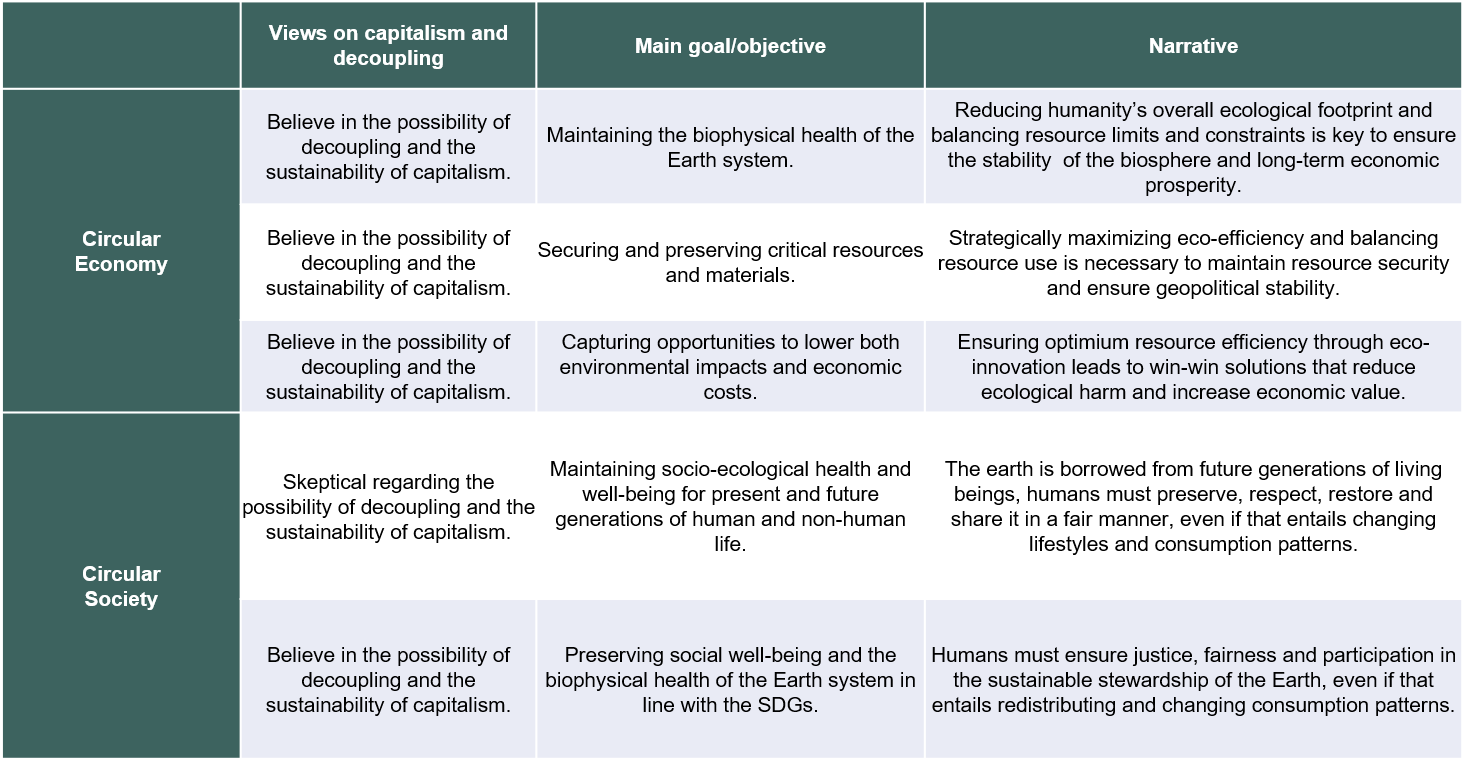 Views on capitalism and
decoupling
Main goal/objective
Narrative
Circular
Economy
Believe in the possibility of
decoupling and the
sustainability of capitalism.
Maintaining the biophysical health of the
Earth system.
Reducing humanity’s overall ecological footprint and
balancing resource limits and constraints is key to ensure
the stability  of the biosphere and long-term economic
prosperity.
Believe in the possibility of
decoupling and the
sustainability of capitalism.
Securing and preserving critical resources
and materials.
Strategically maximizing eco-efficiency and balancing
resource use is necessary to maintain resource security
and ensure geopolitical stability.
Believe in the possibility of
decoupling and the
sustainability of capitalism.
Capturing opportunities to lower both
environmental impacts and economic
costs.
Ensuring optimium resource efficiency through eco-
innovation leads to win-win solutions that reduce
ecological harm and increase economic value.
Circular
Society
Skeptical regarding the
possibility of decoupling and the
sustainability of capitalism.
Maintaining socio-ecological health and
well-being for present and future
generations of human and non-human
life.
The earth is borrowed from future generations of living
beings, humans must preserve, respect, restore and
share it in a fair manner, even if that entails changing
lifestyles and consumption patterns.
Believe in the possibility of
decoupling and the
sustainability of capitalism.
Preserving social well-being and the
biophysical health of the Earth system in
line with the SDGs.
Humans must ensure justice, fairness and participation in
the sustainable stewardship of the Earth, even if that
entails redistributing and changing consumption patterns.